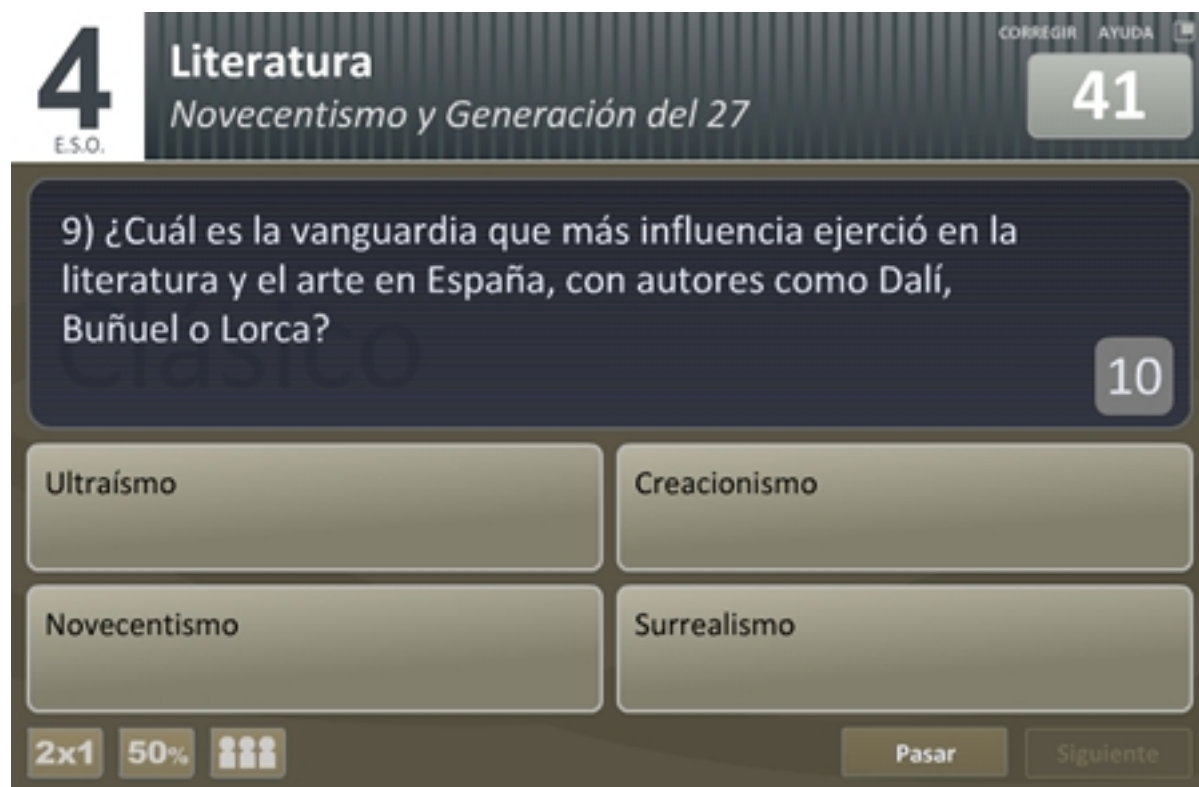 CORREGIR AYUDA
4
E.S.O.
Literatura
Novecentismo y Generación del 27
41
9) ¿Cuál es la vanguardia que más influencia ejerció en la
literatura y el arte en España, con autores como Dalí,
Buñuel o Lorca?
Clásico
10
Ultraísmo
Creacionismo
Novecentismo
Surrealismo
2x1
50%
Pasar
Siguiente